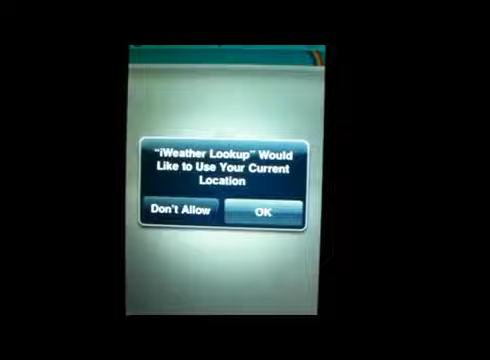 "iWeather Lookup" Would
Like to Use Your Current
Location
Don't Allow
OK